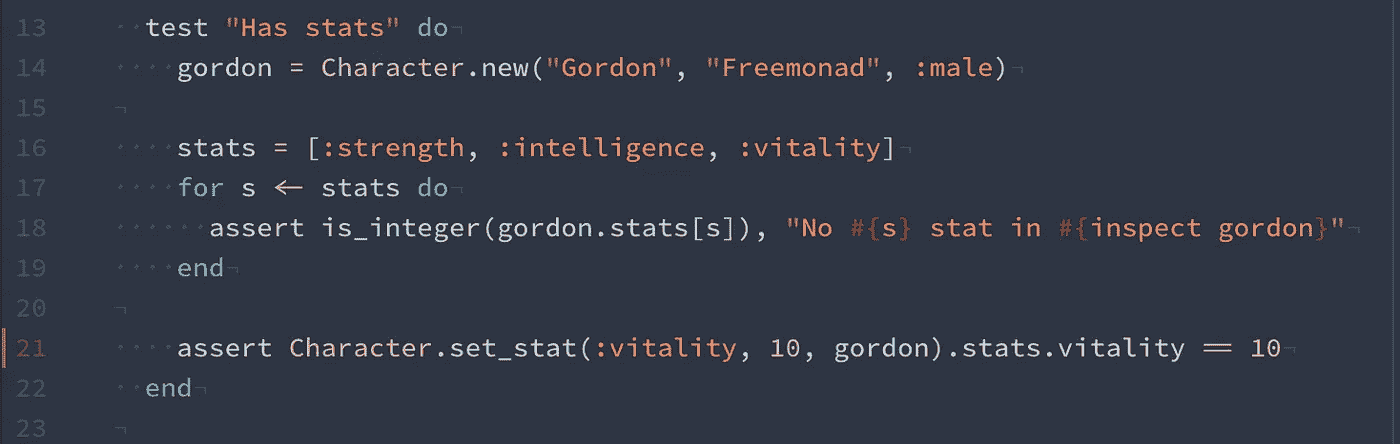 13 ··test "Has stats" do¬
14 ····gordon = Character.new("Gordon", "Freemonad", :male)¬
15 ¬
16 ····stats = [:strength, :intelligence, :vitality]¬
17 ····for s ← stats do¬
18 ······assert is_integer(gordon.stats[s]), "No #{s} stat in #{inspect gordon}"¬
19 ····end¬
20 ¬
21 ····assert Character.set_stat(:vitality, 10, gordon).stats.vitality == 10¬
22 ··end¬
23 ¬